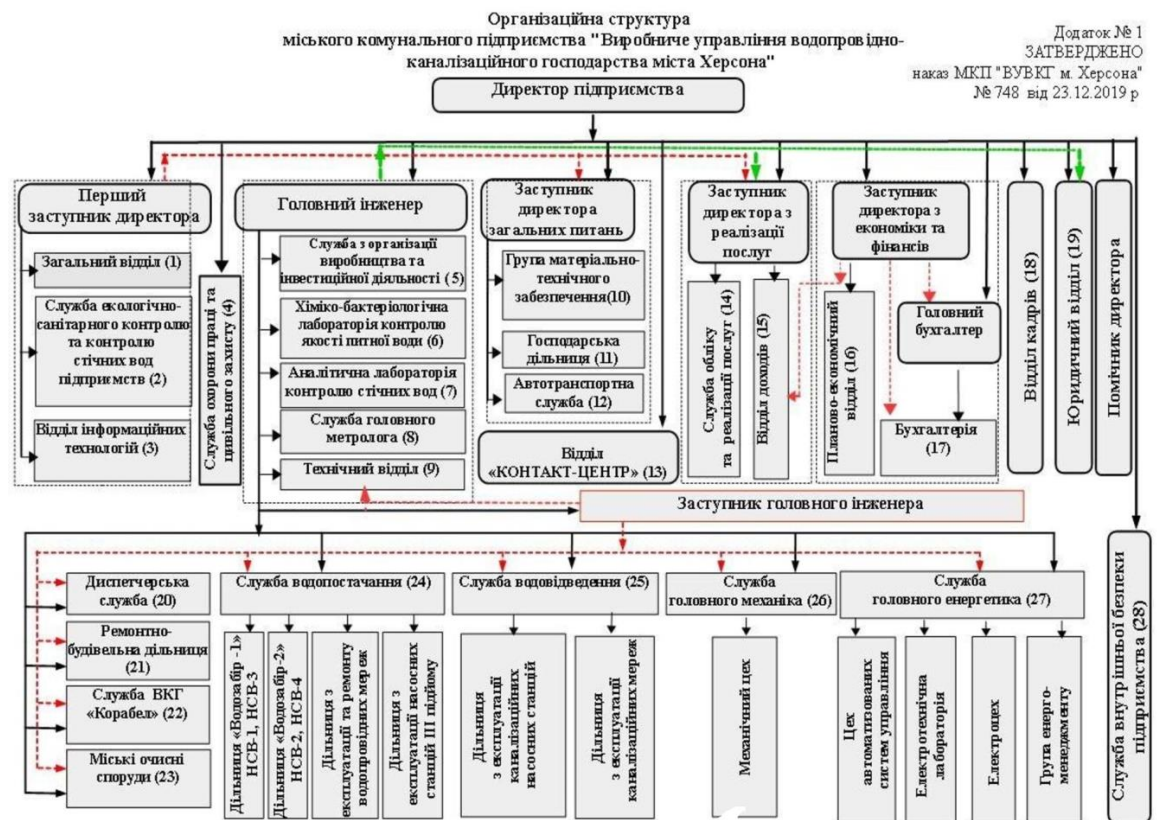 Організаційна структура
міського комунального підприємства "Виробниче управління водопровідно-
каналізаційного господарства міста Херсона"
Додаток № 1
ЗАТВЕРДЖЕНО
наказ МКП "ВУВКГ м. Херсона"
№ 748 від 23.12.2019 р
Директор підприємства
Перший
заступник директора
Загальний відділ (1)
Служба екологічно-
санітарного контролю
та контролю
стічних вод
підприємств (2)
Відділ інформаційних
технологій (3)
Служба охорони праці та
цивільного захисту (4)
Головний інженер
Служба з організації
виробництва та
інвестиційної діяльності (5)
Хіміко-бактеріологічна
лабораторія контролю
якості питної води (6)
Аналітична лабораторія
контролю стічних вод (7)
Служба головного
метролога (8)
Технічний відділ (9)
Заступник
директора
загальних питань
Група матеріально-
технічного
забезпечення(10)
Господарська
дільниця (11)
Автотранспортна
служба (12)
Відділ
«КОНТАКТ-ЦЕНТР» (13)
Заступник
директора з
реалізації
послуг
Служба обліку
та реалізації послуг (14)
Відділ доходів (15)
Заступник
директора з
економіки та
фінансів
Планово-економічний
відділ (16)
Головний
бухгалтер
Бухгалтерія
(17)
Відділ кадрів (18)
Юридичний відділ (19)
Помічник директора
Заступник головного інженера
Диспетчерська
служба (20)
Ремонтно-
будівельна дільниця
(21)
Служба ВКГ
«Корабел» (22)
Міські очисні
споруди (23)
Служба водопостачання (24)
Дільниця «Водозабір -1»
НСВ-1, НСВ-3
Дільниця «Водозабір-2»
НСВ-2, НСВ-4
Дільниця з
експлуатації та ремонту
водопровідних мереж
Дільниця з
експлуатації насосних
станцій ІІІ підйому
Служба водовідведення (25)
Дільниця
з експлуатації
каналізаційних
насосних станцій
Дільниця
з експлуатації
каналізаційних мереж
Служба
головного механіка (26)
Механічний цех
Служба
головного енергетика (27)
Цех
автоматизованих
систем управління
Електротехнічна
лабораторія
Електроцех
Група енерго-
менеджменту
Служба внутрішньої безпеки
підприємства (28)